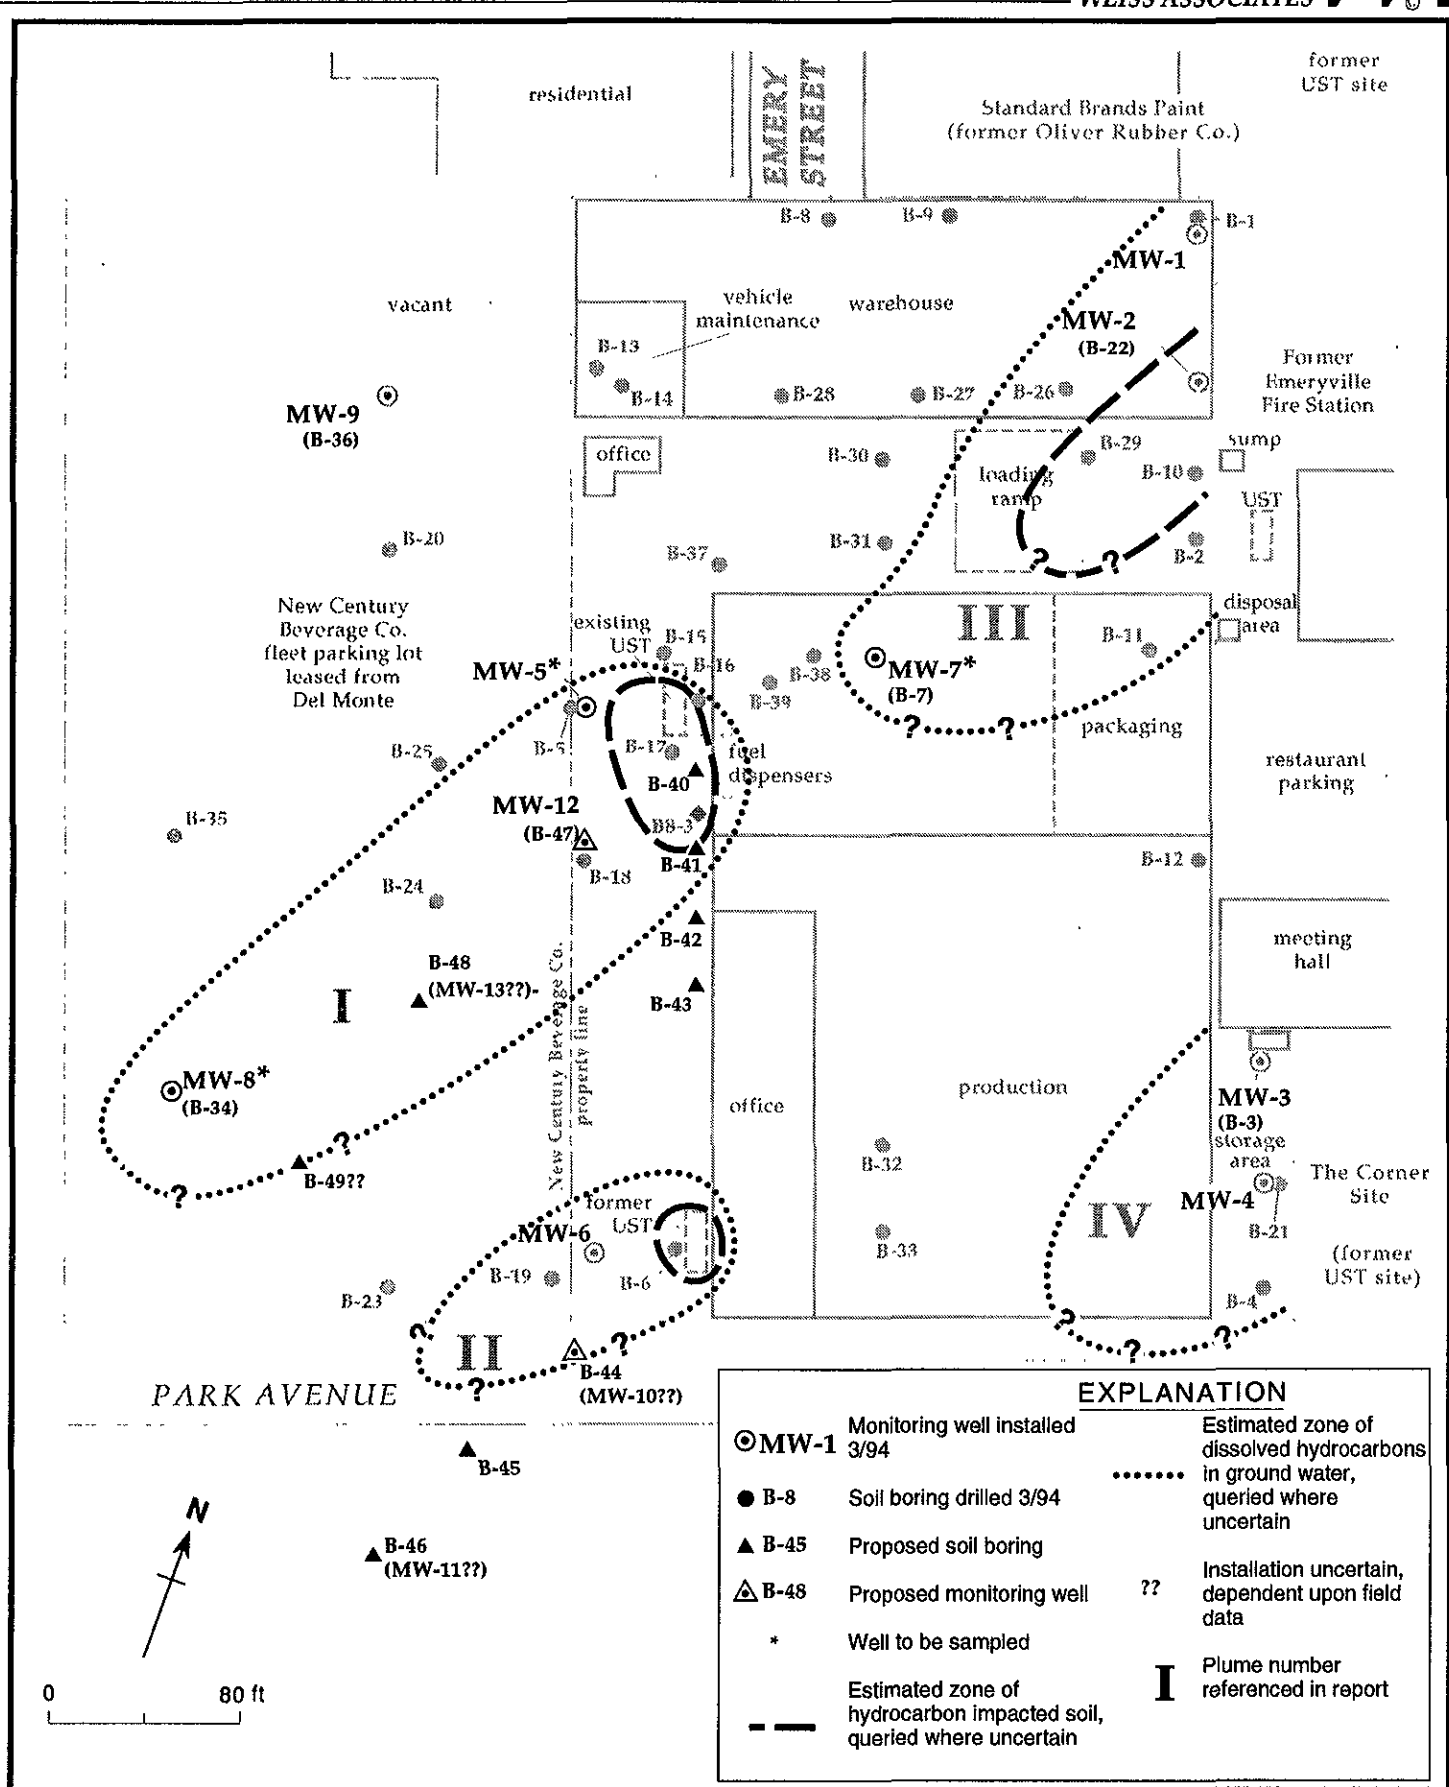 WEISS ASSOCIATES
©
former
UST site
residential
EMERY
STREET
Standard Brands Paint
(former Oliver Rubber Co.)
B-8
B-9
B-1
MW-1
vacant
vehicle
maintenance
warehouse
MW-2
(B-22)
B-13
B-14
B-28
B-27
B-26
Former
Emeryville
Fire Station
MW-9
(B-36)
office
B-30
loading
ramp
B-29
B-10
sump
UST
B-20
B-37
B-31
B-2
?
?
New Century
Beverage Co.
fleet parking lot
leased from
Del Monte
existing
UST
B-15
B-16
MW-5*
III
B-11
disposal
area
B-38
B-39
MW-7*
(B-7)
?
?
packaging
B-25
B-5
B-17
fuel
dispensers
B-40
restaurant
parking
B-35
MW-12
(B-47)
B8-3
B-41
B-18
B-12
B-24
B-42
B-48
(MW-13??)-
I
B-43
meeting
hall
New Century Beverage Co.
property line
MW-8*
(B-34)
office
production
MW-3
(B-3)
storage
area
?
B-49??
?
B-32
The Corner
Site
MW-4
B-21
former
UST
MW-6
IV
B-33
B-19
B-6
(former
UST site)
B-23
B-4
?
II
?
?
?
?
?
B-44
(MW-10??)
PARK AVENUE
B-45
N
B-46
(MW-11??)
0 80 ft
EXPLANATION
MW-1 Monitoring well installed
3/94
B-8 Soil boring drilled 3/94
B-45 Proposed soil boring
B-48 Proposed monitoring well
* Well to be sampled
Estimated zone of
hydrocarbon impacted soil,
queried where uncertain
Estimated zone of
dissolved hydrocarbons
in ground water,
queried where
uncertain
?? Installation uncertain,
dependent upon field
data
I Plume number
referenced in report